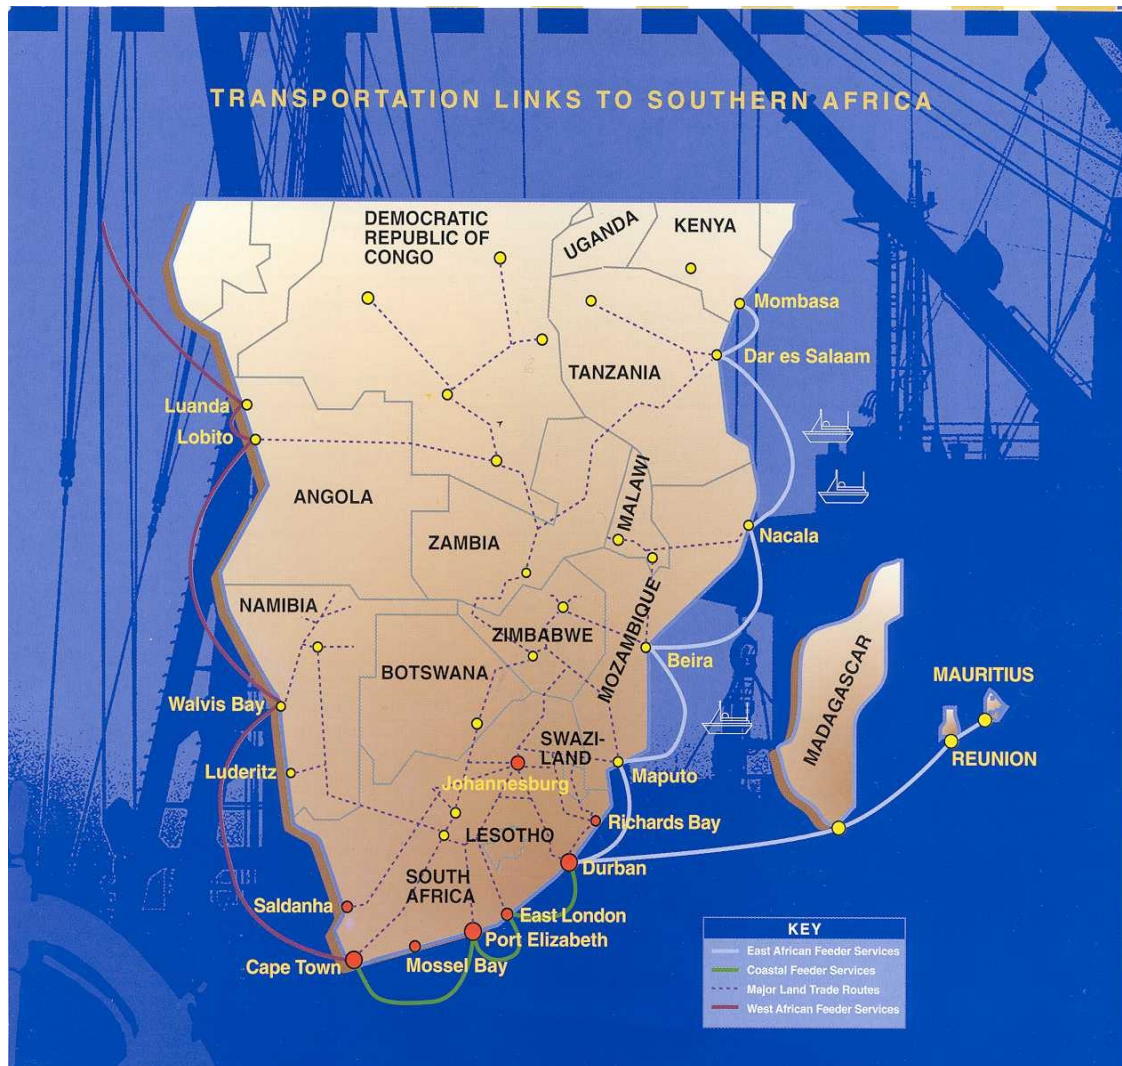 TRANSPORTATION LINKS TO SOUTHERN AFRICA
DEMOCRATIC
REPUBLIC OF
CONGO
UGANDA
KENYA
Mombasa
Dar es Salaam
TANZANIA
Luanda
Lobito
ANGOLA
MALAWI
ZAMBIA
Nacala
NAMIBIA
ZIMBABWE
MOZAMBIQUE
BOTSWANA
Beira
MADAGASCAR
MAURITIUS
REUNION
Walvis Bay
SWAZI-
LAND
Luderitz
Johannesburg
Maputo
Richards Bay
LESOTHO
Durban
SOUTH
AFRICA
Saldanha
East London
Port Elizabeth
Cape Town
Mossel Bay
KEY
East African Feeder Services
Coastal Feeder Services
Major Land Trade Routes
West African Feeder Services